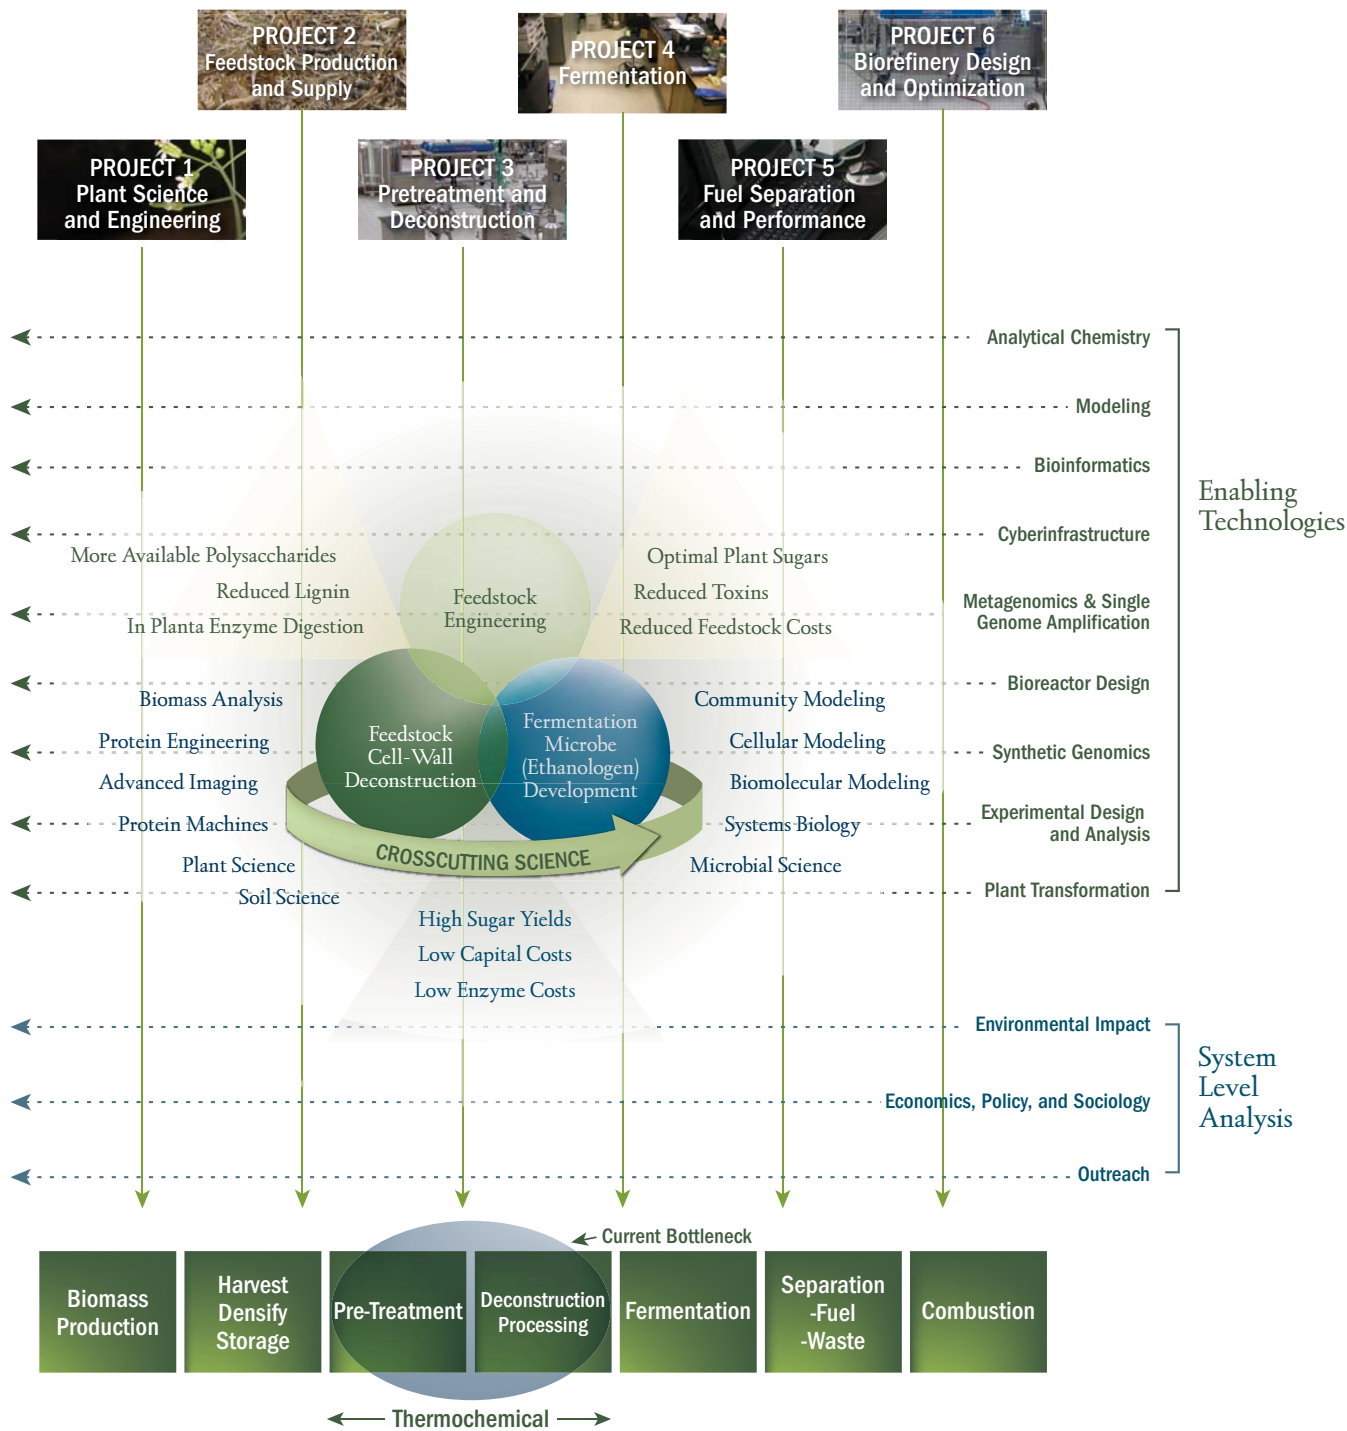 PROJECT 2
Feedstock Production
and Supply
PROJECT 4
Fermentation
PROJECT 6
Biorefinery Design
and Optimization
PROJECT 1
Plant Science
and Engineering
PROJECT 3
Pretreatment and
Deconstruction
PROJECT 5
Fuel Separation
and Performance
Analytical Chemistry
Modeling
Bioinformatics
Cyberinfrastructure
Metagenomics & Single
Genome Amplification
Bioreactor Design
Synthetic Genomics
Experimental Design
and Analysis
Plant Transformation
Enabling
Technologies
More Available Polysaccharides
Reduced Lignin
In Planta Enzyme Digestion
Optimal Plant Sugars
Reduced Toxins
Reduced Feedstock Costs
Feedstock
Engineering
Feedstock
Cell-Wall
Deconstruction
Fermentation
Microbe
(Ethanologen)
Development
Biomass Analysis
Protein Engineering
Advanced Imaging
Protein Machines
Plant Science
Soil Science
Community Modeling
Cellular Modeling
Biomolecular Modeling
Systems Biology
Microbial Science
CROSSCUTTING SCIENCE
High Sugar Yields
Low Capital Costs
Low Enzyme Costs
Environmental Impact
Economics, Policy, and Sociology
Outreach
System
Level
Analysis
Current Bottleneck
Biomass
Production
Harvest
Densify
Storage
Pre-Treatment
Deconstruction
Processing
Fermentation
Separation
-Fuel
-Waste
Combustion
Thermochemical